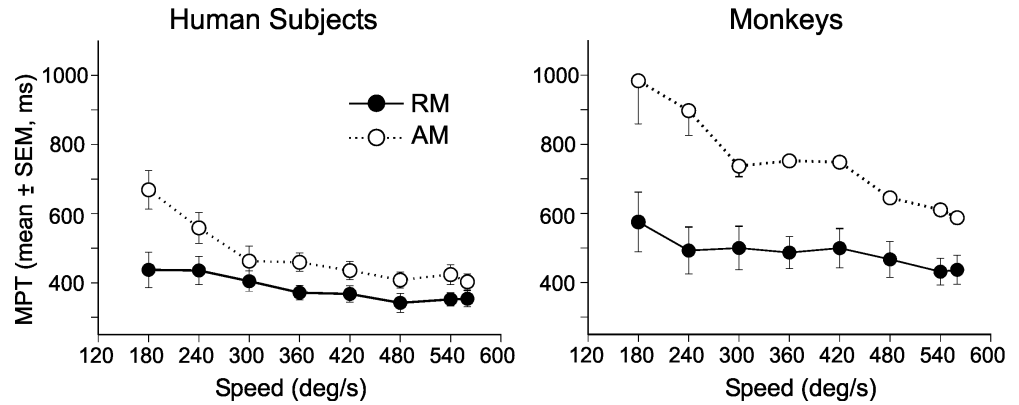 Human Subjects
Monkeys
MPT (mean ± SEM, ms)
1000
800
600
400
RM
AM
120 180 240 300 360 420 480 540 600
Speed (deg/s)
1000
800
600
400
120 180 240 300 360 420 480 540 600
Speed (deg/s)